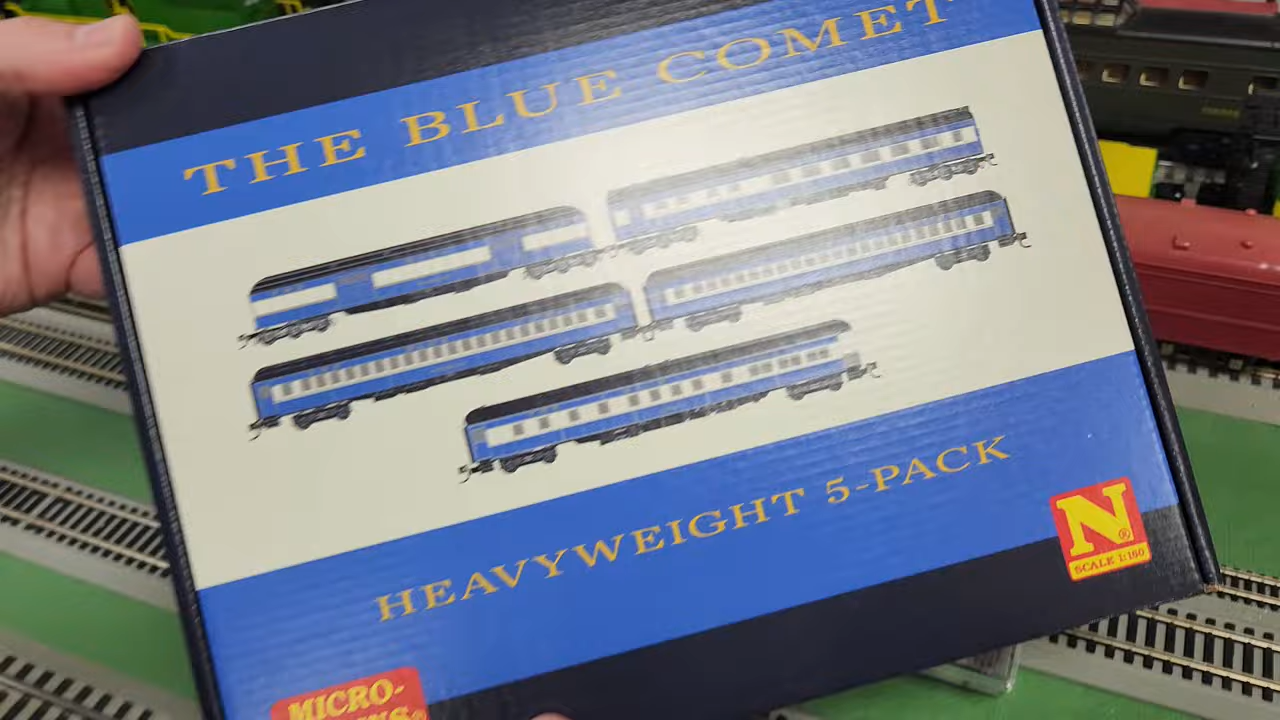 THE BLUE COMET
HEAVYWEIGHT 5-PACK
N®
SCALE 1:160
MICRO-